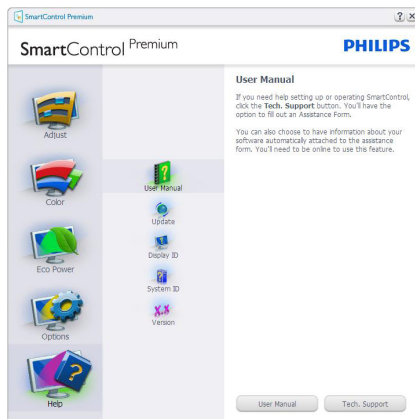 SmartControl Premium
? X
SmartControl Premium
PHILIPS
Adjust
Color
Eco Power
Options
Help
User Manual
Update
Display ID
System ID
X.X
Version
User Manual
If you need help setting up or operating SmartControl,
click the Tech. Support button. You'll have the
option to fill out an Assistance Form.
You can also choose to have information about your
software automatically attached to the assistance
form. You'll need to be online to use this feature.
User Manual
Tech. Support